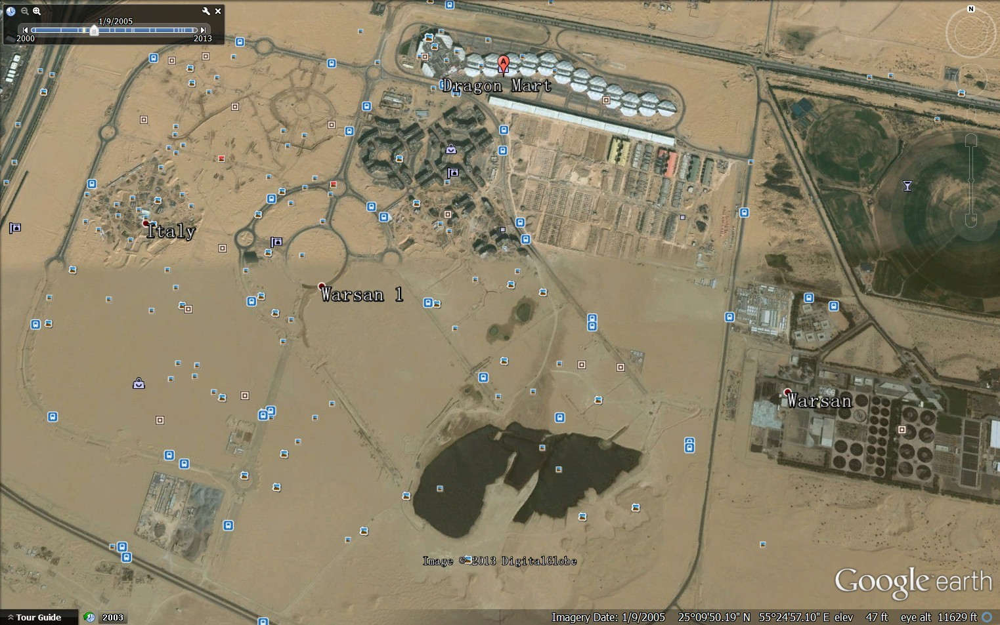 1/9/2005
2000
2013
N
A
Dragon Mart
Italy
Warsan 1
Warsan
Image © 2013 DigitalGlobe
Google earth
Tour Guide
2003
Imagery Date: 1/9/2005 25°09'50.19" N 55°24'57.10" E elev 47 ft eye alt 11629 ft